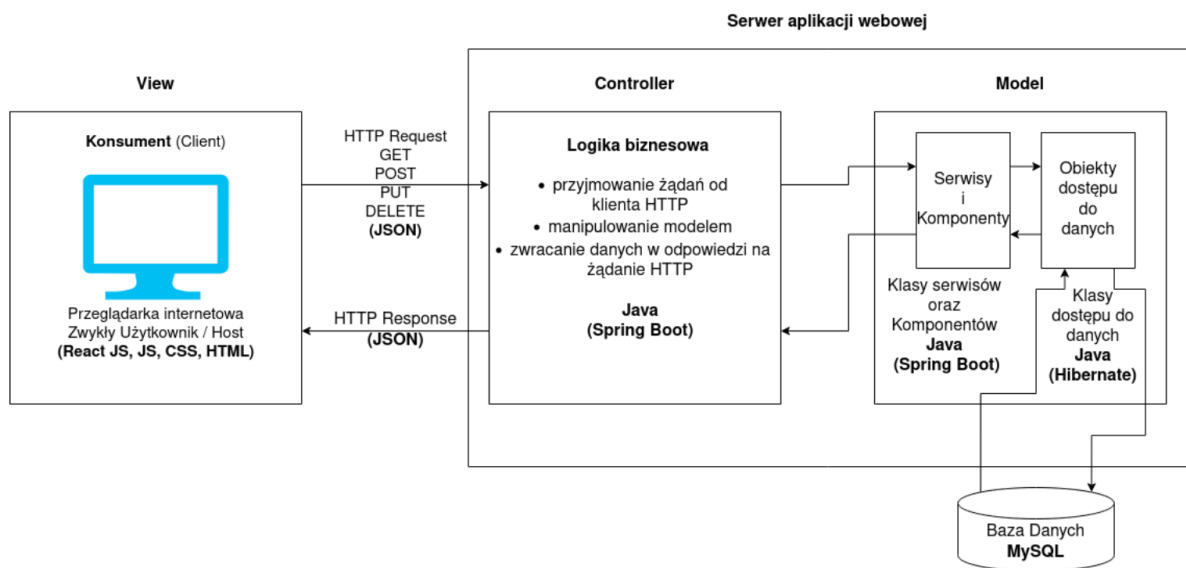 Serwer aplikacji webowej
View
Konsument (Client)
Przeglądarka internetowa
Zwykły Użytkownik / Host
(React JS, JS, CSS, HTML)
HTTP Request
GET
POST
PUT
DELETE
(JSON)
HTTP Response
(JSON)
Controller
Logika biznesowa
• przyjmowanie żądań od
klienta HTTP
• manipulowanie modelem
• zwracanie danych w odpowiedzi na
żądanie HTTP
Java
(Spring Boot)
Model
Serwisy
i
Komponenty
Klasy serwisów
oraz
Komponentów
Java
(Spring Boot)
Obiekty
dostępu
do
danych
Klasy
dostępu do
danych
Java
(Hibernate)
Baza Danych
MySQL